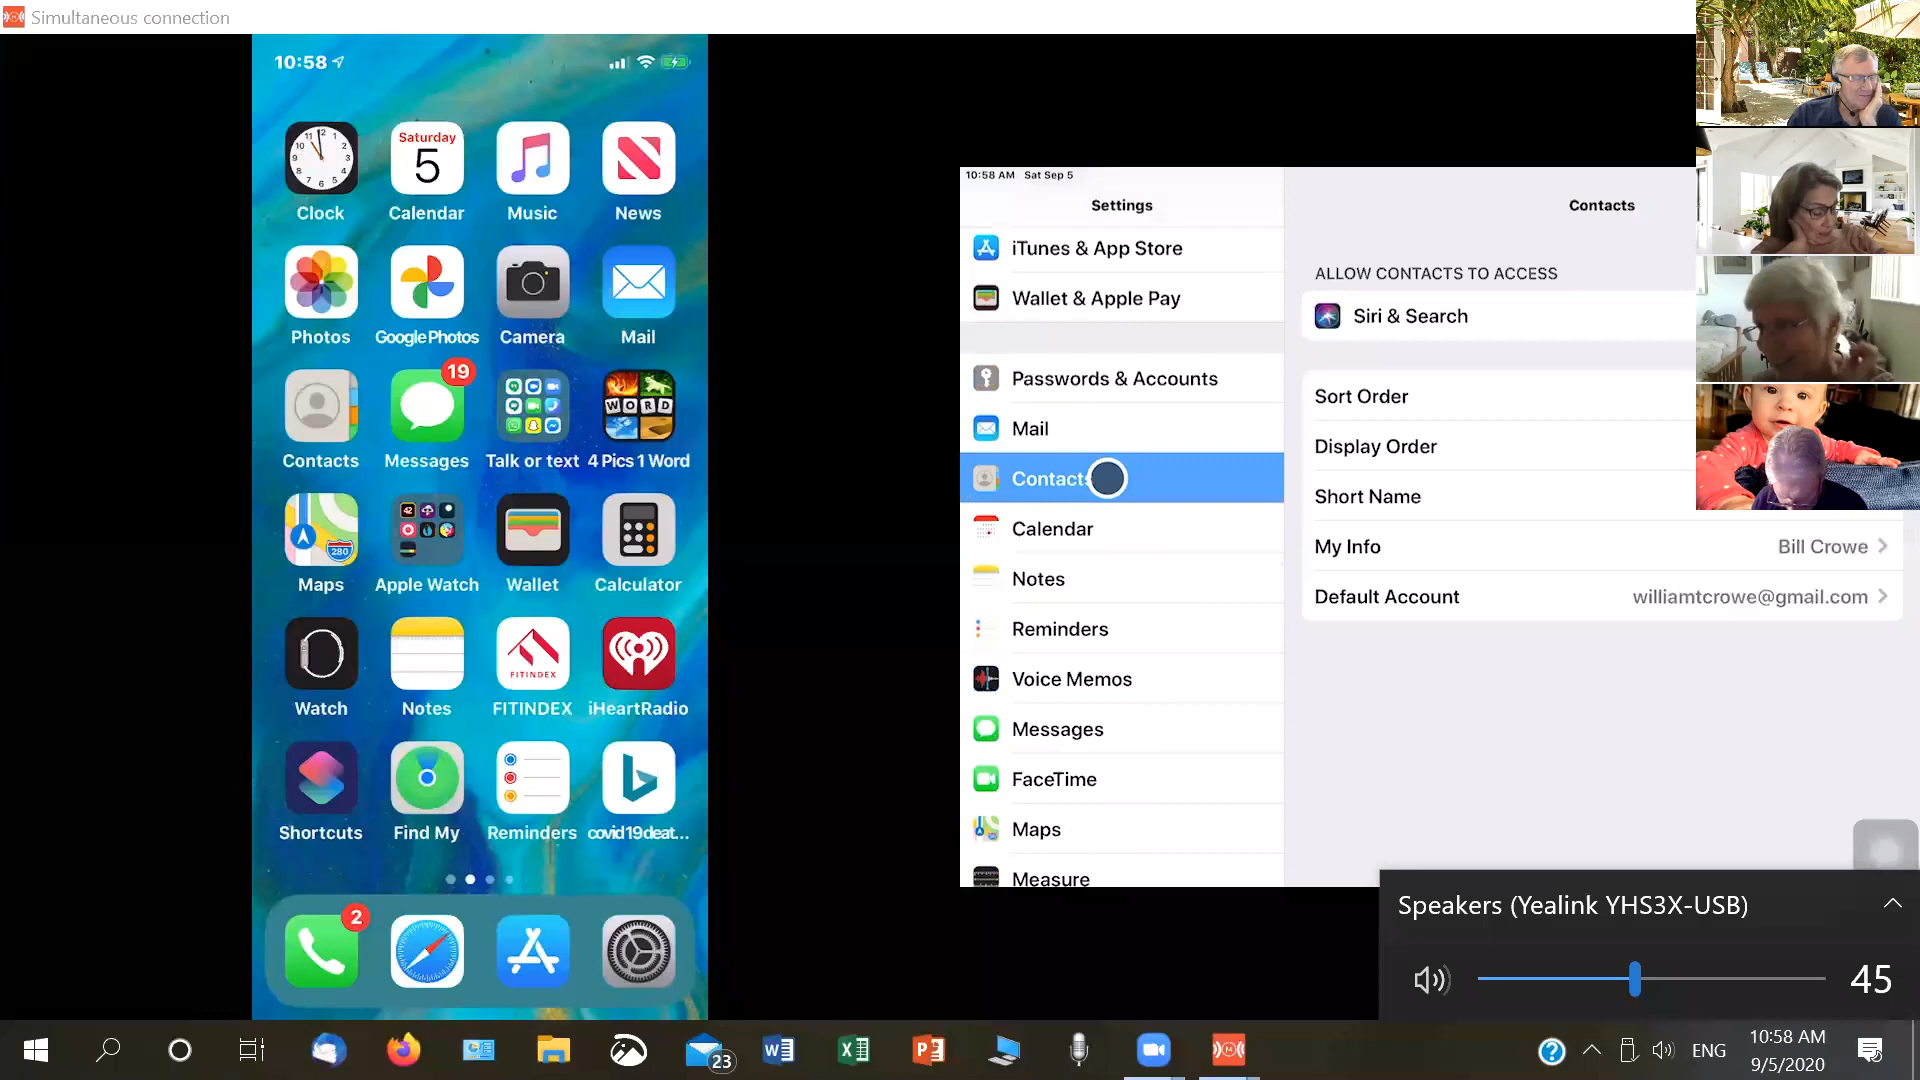 Simultaneous connection
10:58
Saturday
5
Clock
Calendar
Music
News
Photos
Google Photos
Camera
Mail
19
WORD
Contacts
Messages
Talk or text
4 Pics 1 Word
280
Maps
Apple Watch
Wallet
Calculator
FITINDEX
Watch
Notes
FITINDEX
iHeartRadio
Shortcuts
Find My
Reminders
covid19deat...
2
10:58 AM Sat Sep 5
Settings
iTunes & App Store
Wallet & Apple Pay
Passwords & Accounts
Mail
Contacts
Calendar
Notes
Reminders
Voice Memos
Messages
FaceTime
Maps
Measure
Contacts
ALLOW CONTACTS TO ACCESS
Siri & Search
Sort Order
Display Order
Short Name
My Info Bill Crowe
Default Account williamtcrowe@gmail.com
Speakers (Yealink YHS3X-USB)
45
23
ENG
10:58 AM
9/5/2020